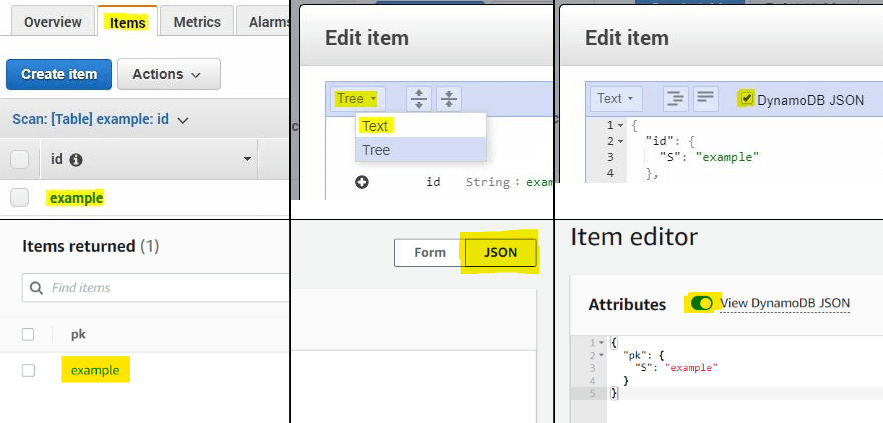 Overview Items Metrics Alarms
Create item Actions
Scan: [Table] example: id
id
example
Edit item
Tree
Text
Tree
id String : exam
Edit item
Text DynamoDB JSON
1 {
2 "id": {
3 "S": "example"
4 },
Items returned (1)
Find items
pk
example
Form JSON
Item editor
Attributes View DynamoDB JSON
1 {
2 "pk": {
3 "S": "example"
4 }
5 }